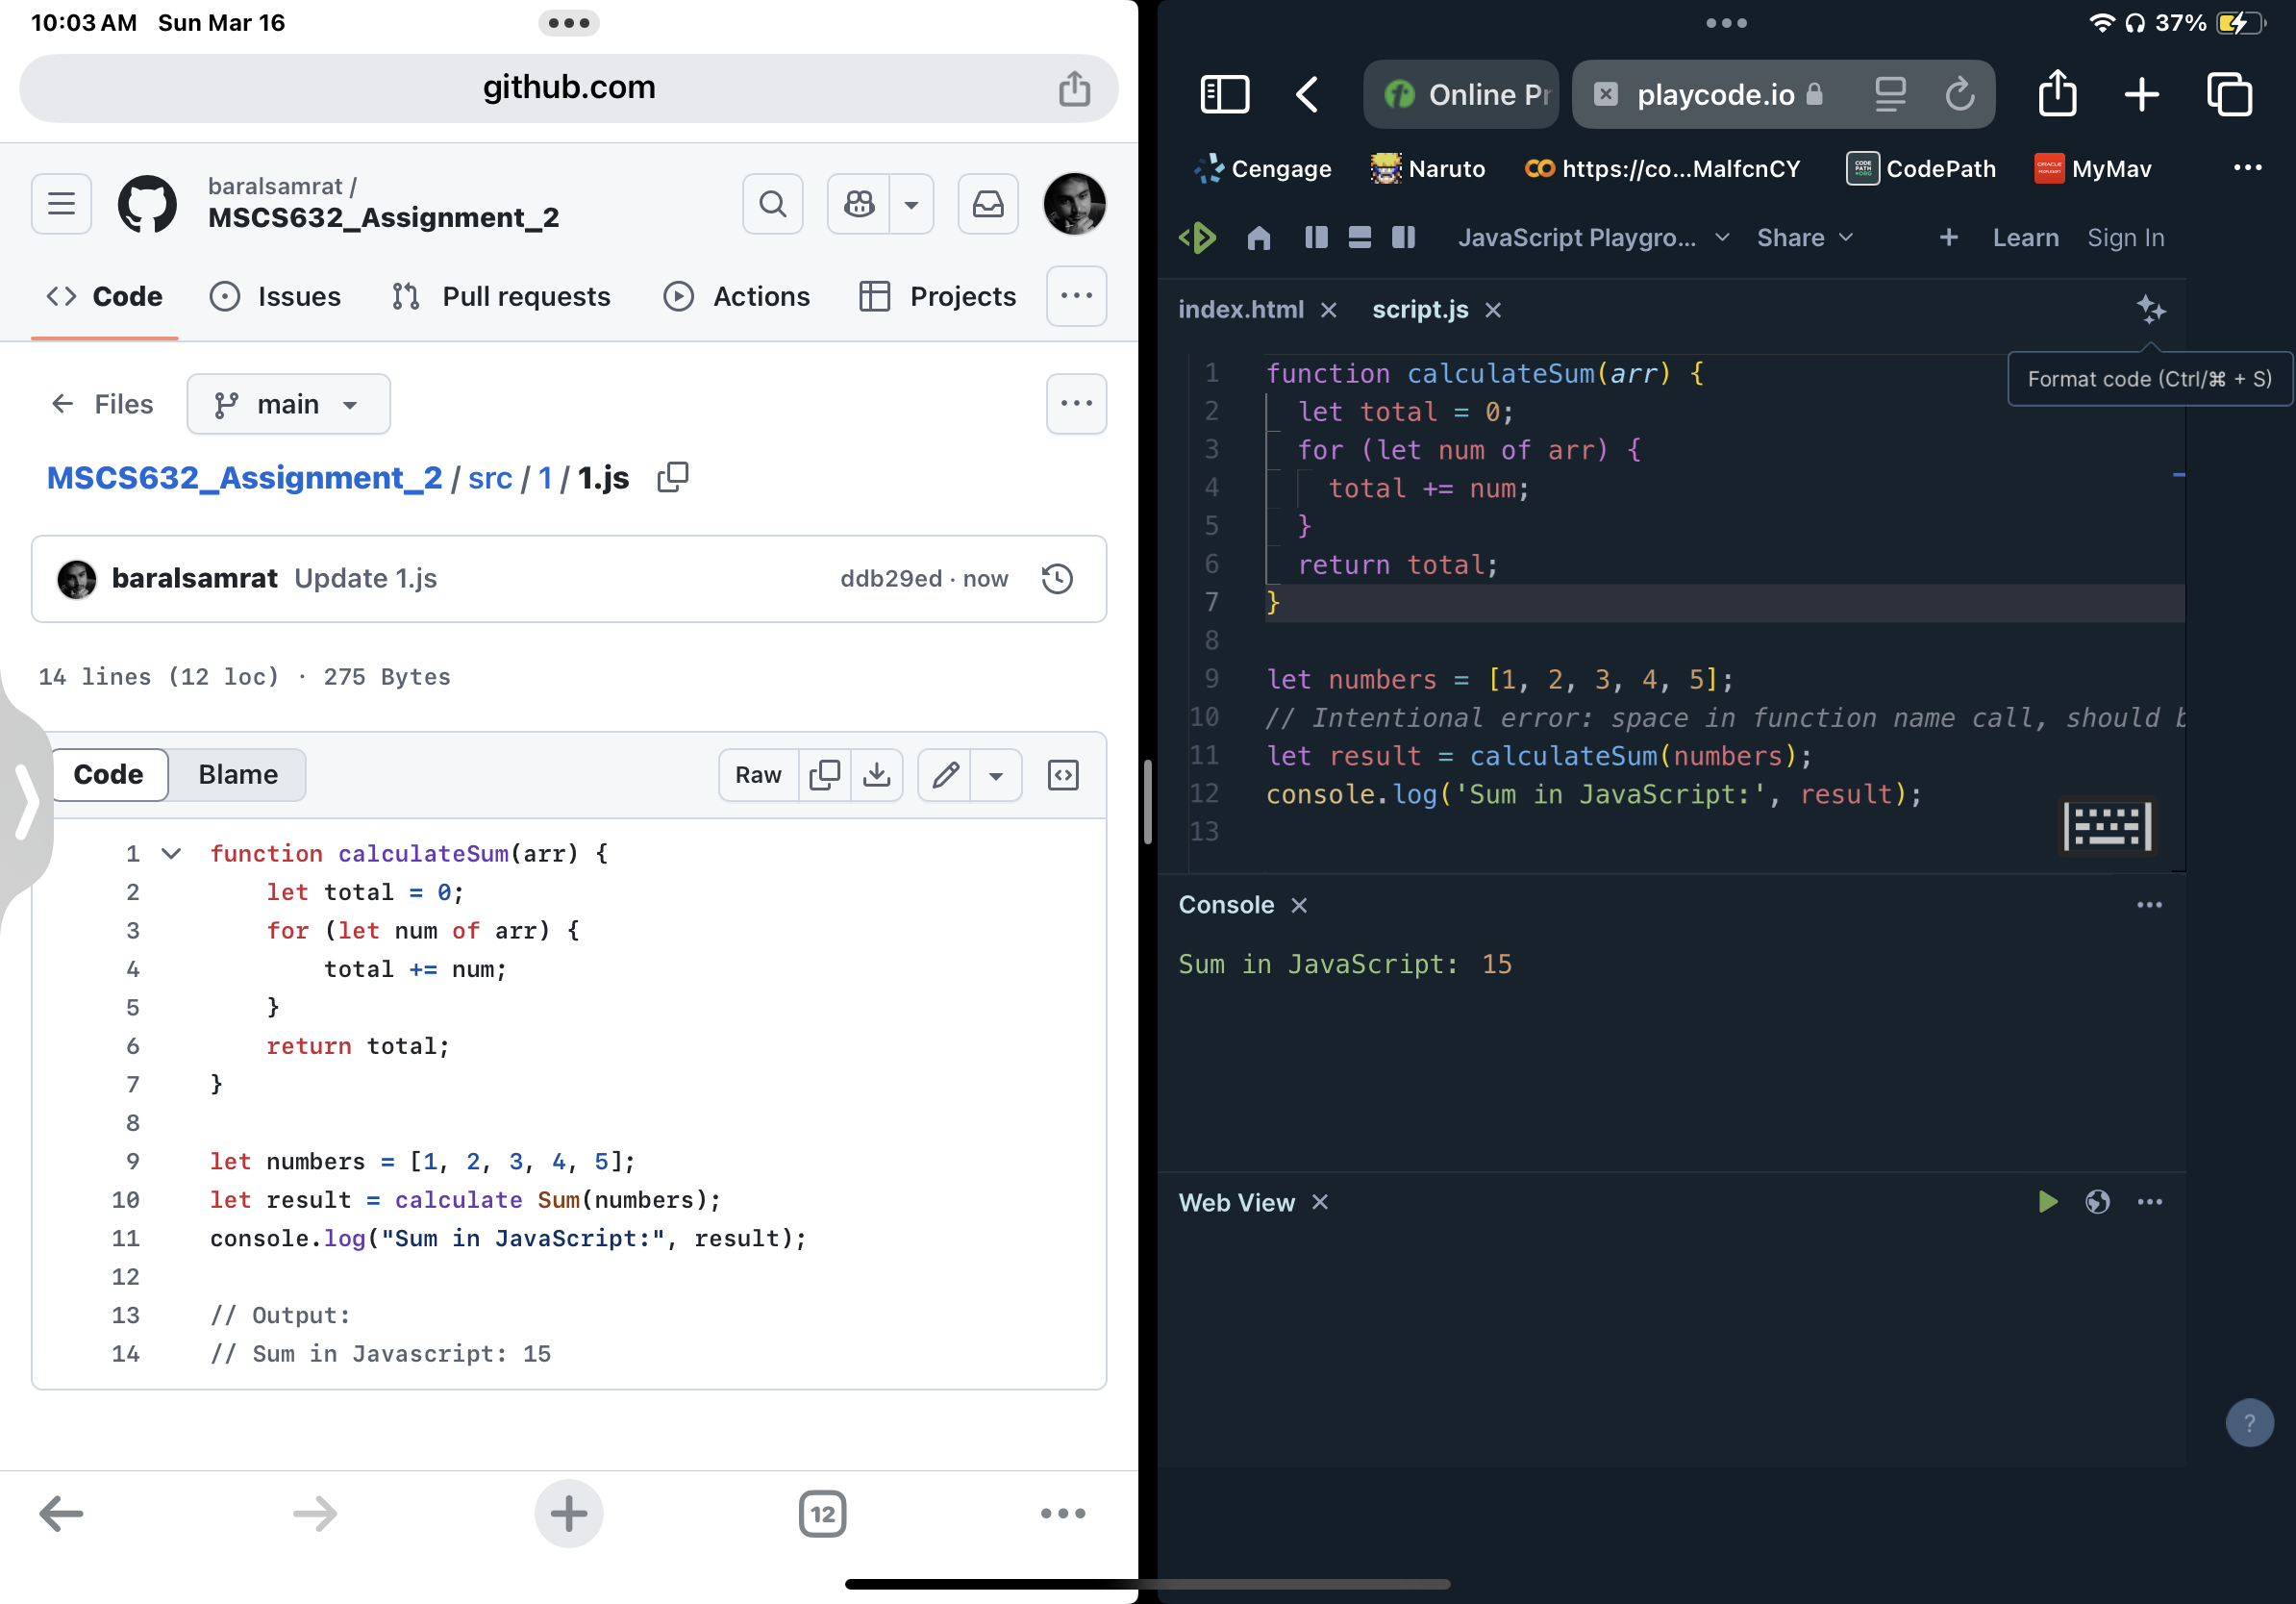 10:03 AM Sun Mar 16
github.com
baralsamrat /
MSCS632_Assignment_2
Code Issues Pull requests Actions Projects
Files main
MSCS632_Assignment_2 / src / 1 / 1.js
baralsamrat Update 1.js ddb29ed · now
14 lines (12 loc) · 275 Bytes
Code Blame Raw
1 function calculateSum(arr) {
2 let total = 0;
3 for (let num of arr) {
4 total += num;
5 }
6 return total;
7 }
8
9 let numbers = [1, 2, 3, 4, 5];
10 let result = calculate Sum(numbers);
11 console.log("Sum in JavaScript:", result);
12
13 // Output:
14 // Sum in Javascript: 15
12
37%
Online Pr playcode.io
Cengage Naruto https://co...MalfcnCY CodePath MyMav
JavaScript Playgro... Share + Learn Sign In
index.html script.js
Format code (Ctrl/⌘ + S)
1 function calculateSum(arr) {
2 let total = 0;
3 for (let num of arr) {
4 total += num;
5 }
6 return total;
7 }
8
9 let numbers = [1, 2, 3, 4, 5];
10 // Intentional error: space in function name call, should b
11 let result = calculateSum(numbers);
12 console.log('Sum in JavaScript:', result);
13
Console
Sum in JavaScript: 15
Web View
?